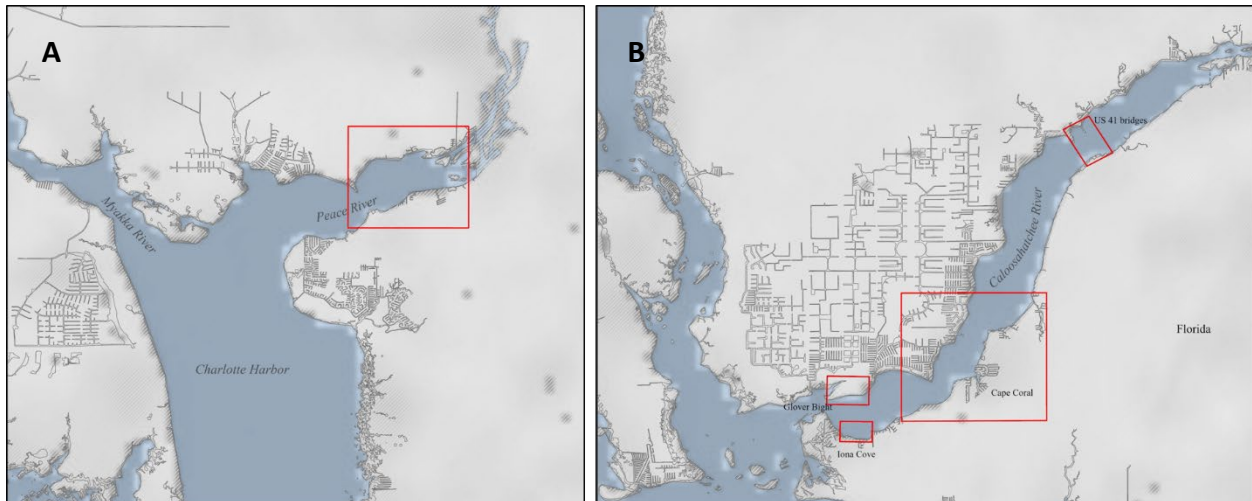 A
Myakka River
Peace River
Charlotte Harbor
B
US 41 bridges
Caloosahatchee River
Florida
Cape Coral
Glover Bight
Iona Cove